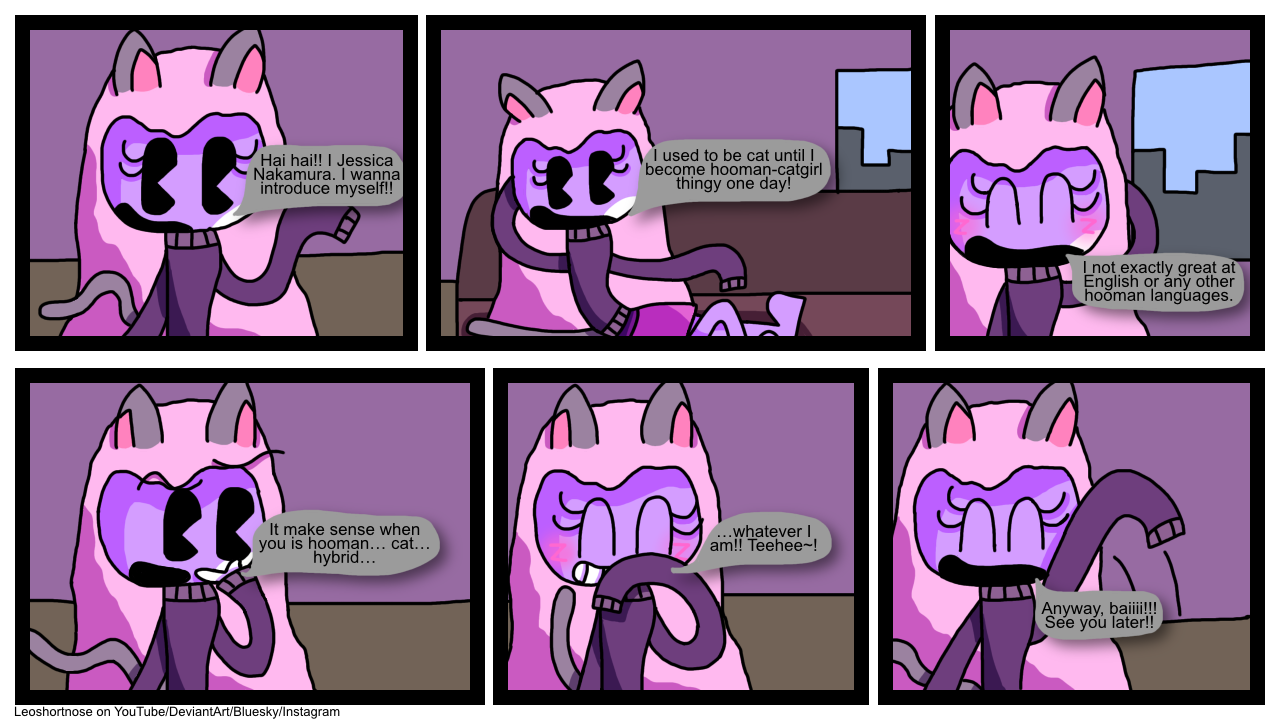 Hai hai!! I Jessica
Nakamura. I wanna
introduce myself!!
I used to be cat until I
become hooman-catgirl
thingy one day!
I not exactly great at
English or any other
hooman languages.
It make sense when
you is hooman… cat…
hybrid…
…whatever I
am!! Teehee~!
Anyway, baiiii!!!
See you later!!
Leoshortnose on YouTube/DeviantArt/Bluesky/Instagram